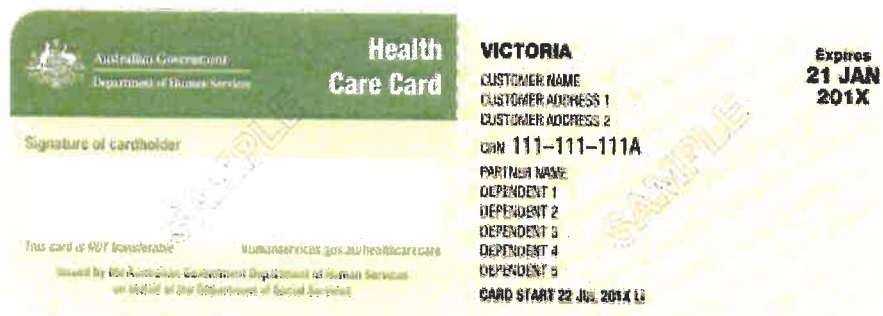 Australian Government
Department of Human Services
Health
Care Card
SAMPLE
Signature of cardholder
This card is NOT transferable
humanservices.gov.au/healthcarecare
Issued by the Australian Government Department of Human Services
on behalf of the Department of Social Services
VICTORIA
CUSTOMER NAME
CUSTOMER ADDRESS 1
CUSTOMER ADDRESS 2
CRN 111-111-111A
PARTNER NAME
DEPENDENT 1
DEPENDENT 2
DEPENDENT 3
DEPENDENT 4
DEPENDENT 5
CARD START 22 JUL 201X LI
Expires
21 JAN
201X
SAMPLE